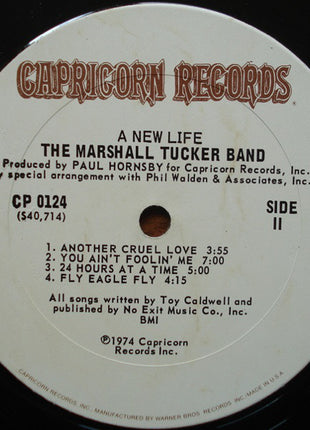 CAPRICORN RECORDS
A NEW LIFE
THE MARSHALL TUCKER BAND
Produced by PAUL HORNSBY for Capricorn Records, Inc.
y special arrangement with Phil Walden & Associates, Inc.
CP 0124
(S40,714)
SIDE
II
1. ANOTHER CRUEL LOVE 3:55
2. YOU AIN'T FOOLIN' ME 7:00
3. 24 HOURS AT A TIME 5:00
4. FLY EAGLE FLY 4:15
All songs written by Toy Caldwell and
published by No Exit Music Co., Inc.
BMI
℗1974 Capricorn
Records Inc.
CAPRICORN RECORDS, INC., MANUFACTURED BY WARNER BROS. RECORDS INC.-MADE IN U.S.A.